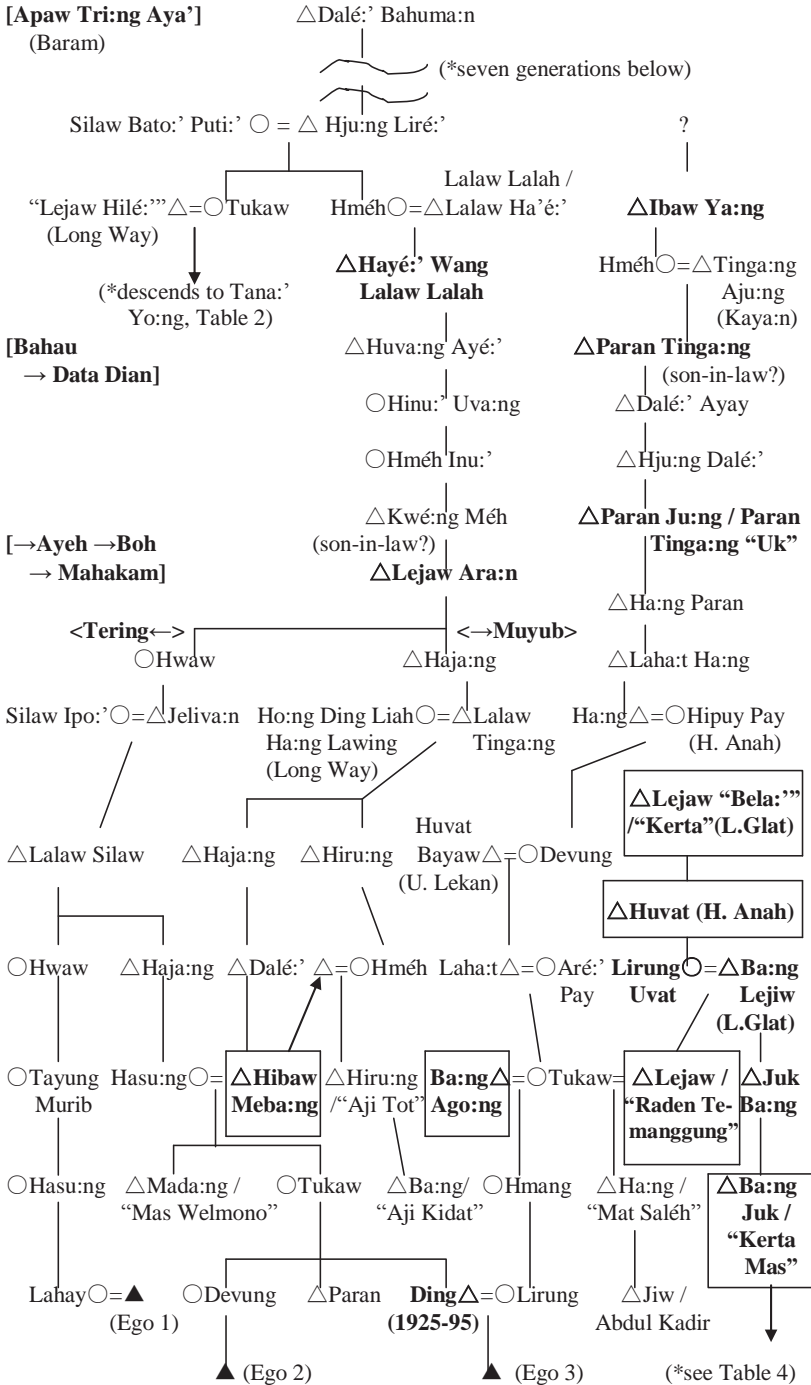 [Apaw Tri:ng Aya’] △Dalé:’ Bahuma:n
(Baram)
(*seven generations below)
Silaw Bato:’ Puti:’ ○ = △ Hju:ng Liré:’ ?
Lalaw Lalah /
“Lejaw Hilé:’”△=○Tukaw Hméh○=△Lalaw Ha’é:’ △Ibaw Ya:ng
(Long Way)
△Hayé:’ Wang Hméh○=△Tinga:ng
(*descends to Tana:’ Lalaw Lalah Aju:ng
Yo:ng, Table 2) (Kaya:n)
[Bahau △Huva:ng Ayé:’ △Paran Tinga:ng
→ Data Dian] (son-in-law?)
○Hinu:’ Uva:ng △Dalé:’ Ayay
○Hméh Inu:’ △Hju:ng Dalé:’
△Kwé:ng Méh △Paran Ju:ng / Paran
[→Ayeh →Boh (son-in-law?) Tinga:ng “Uk”
→ Mahakam] △Lejaw Ara:n
△Ha:ng Paran
<Tering←> <→Muyub>
○Hwaw △Haja:ng △Laha:t Ha:ng
Silaw Ipo:’○=△Jeliva:n Ho:ng Ding Liah○=△Lalaw Ha:ng△=○Hipuy Pay
Ha:ng Lawing Tinga:ng (H. Anah)
(Long Way)
△Lejaw “Bela:’”
Huvat /“Kerta”(L.Glat)
△Lalaw Silaw △Haja:ng △Hiru:ng Bayaw△=○Devung
(U. Lekan)
△Huvat (H. Anah)
○Hwaw △Haja:ng △Dalé:’ △=○Hméh Laha:t△=○Aré:’ Lirung○=△Ba:ng
Pay Uvat Lejiw
(L.Glat)
○Tayung Hasu:ng○= △Hibaw △Hiru:ng Ba:ng△=○Tukaw= △Lejaw / △Juk
Murib Meba:ng /“Aji Tot” Ago:ng “Raden Te- Ba:ng
manggung”
○Hasu:ng △Mada:ng / ○Tukaw △Ba:ng/ ○Hmang △Ha:ng / △Ba:ng
“Mas Welmono” “Aji Kidat” “Mat Saléh” Juk /
“Kerta
Mas”
Lahay○=▲ ○Devung △Paran Ding△=○Lirung △Jiw /
(Ego 1) (1925-95) Abdul Kadir
▲ (Ego 2) ▲ (Ego 3) (*see Table 4)